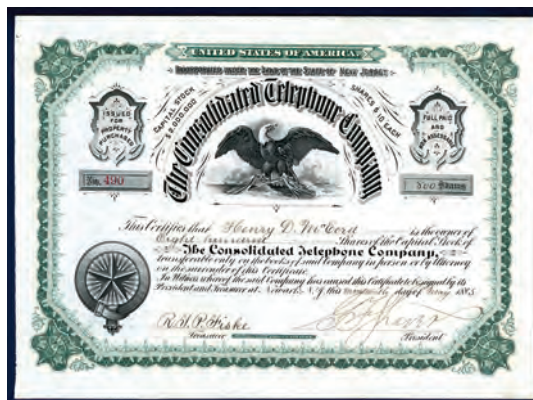 UNITED STATES OF AMERICA.
INCORPORATED UNDER THE LAWS OF THE STATE OF NEW JERSEY
CAPITAL STOCK
$2,000,000
The Consolidated Telephone Company
SHARES $10 EACH
ISSUED
FOR
PROPERTY
PURCHASED
FULL PAID
AND
NON ASSESSABLE
No. 490
Shares
This Certifies that Henry D. McCord is the owner of
Eight hundred Shares of the Capital Stock of
The Consolidated Telephone Company,
transferable only on the books of said Company in person or by Attorney
on the surrender of this Certificate.
In Witness whereof the said Company has caused this Certificate to be signed by its
President and Treasurer at Newark, N.J. this day of May 1883.
Fiske
Treasurer
President